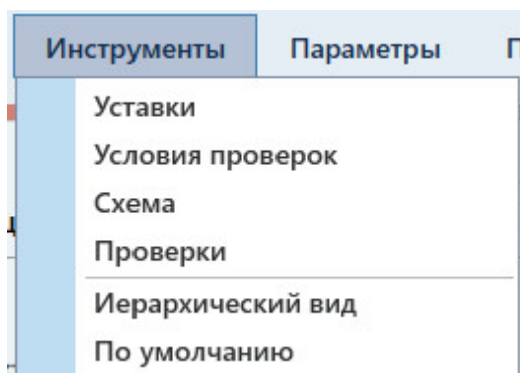 Инструменты Параметры
Уставки
Условия проверок
Схема
Проверки
Иерархический вид
По умолчанию